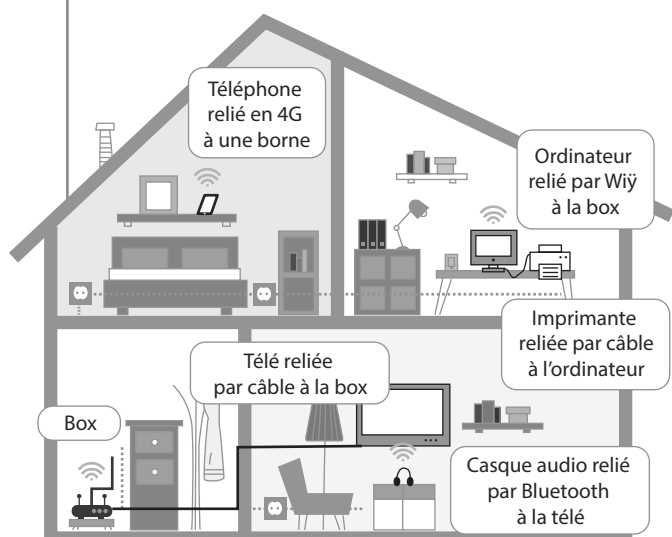 Téléphone
relié en 4G
à une borne
Ordinateur
relié par Wiÿ
à la box
Imprimante
reliée par câble
à l'ordinateur
Télé reliée
par câble à la box
Box
Casque audio relié
par Bluetooth
à la télé